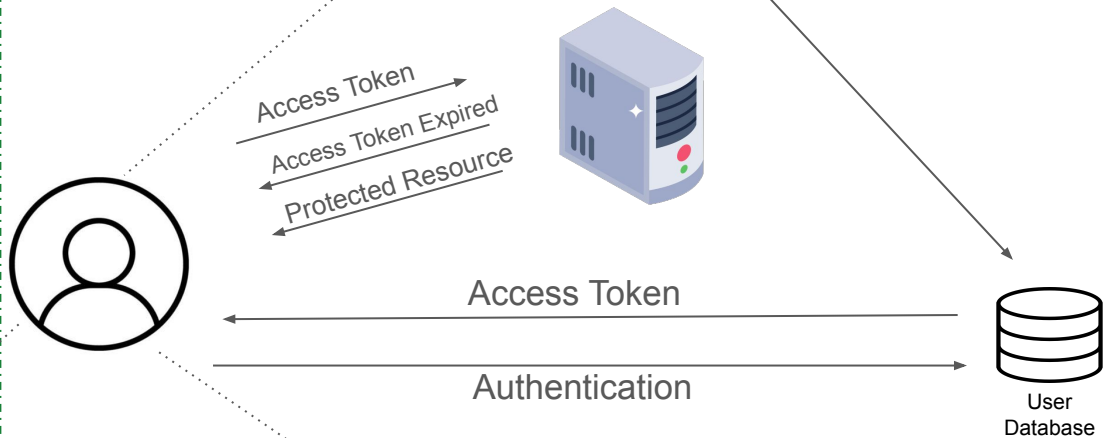 Access Token
Access Token Expired
Protected Resource
Access Token
Authentication
User
Database